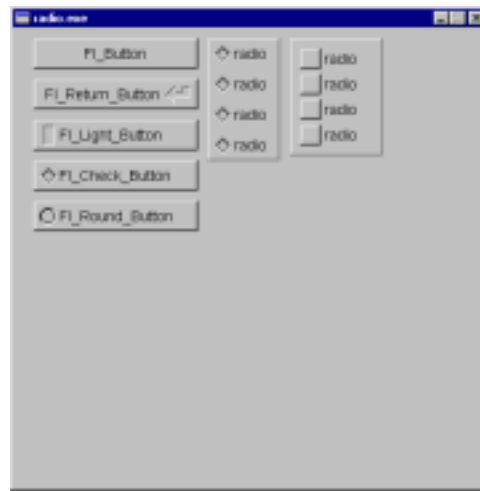 radio.exe
Fl_Button
Fl_Return_Button
Fl_Light_Button
Fl_Check_Button
Fl_Round_Button
radio
radio
radio
radio
radio
radio
radio
radio